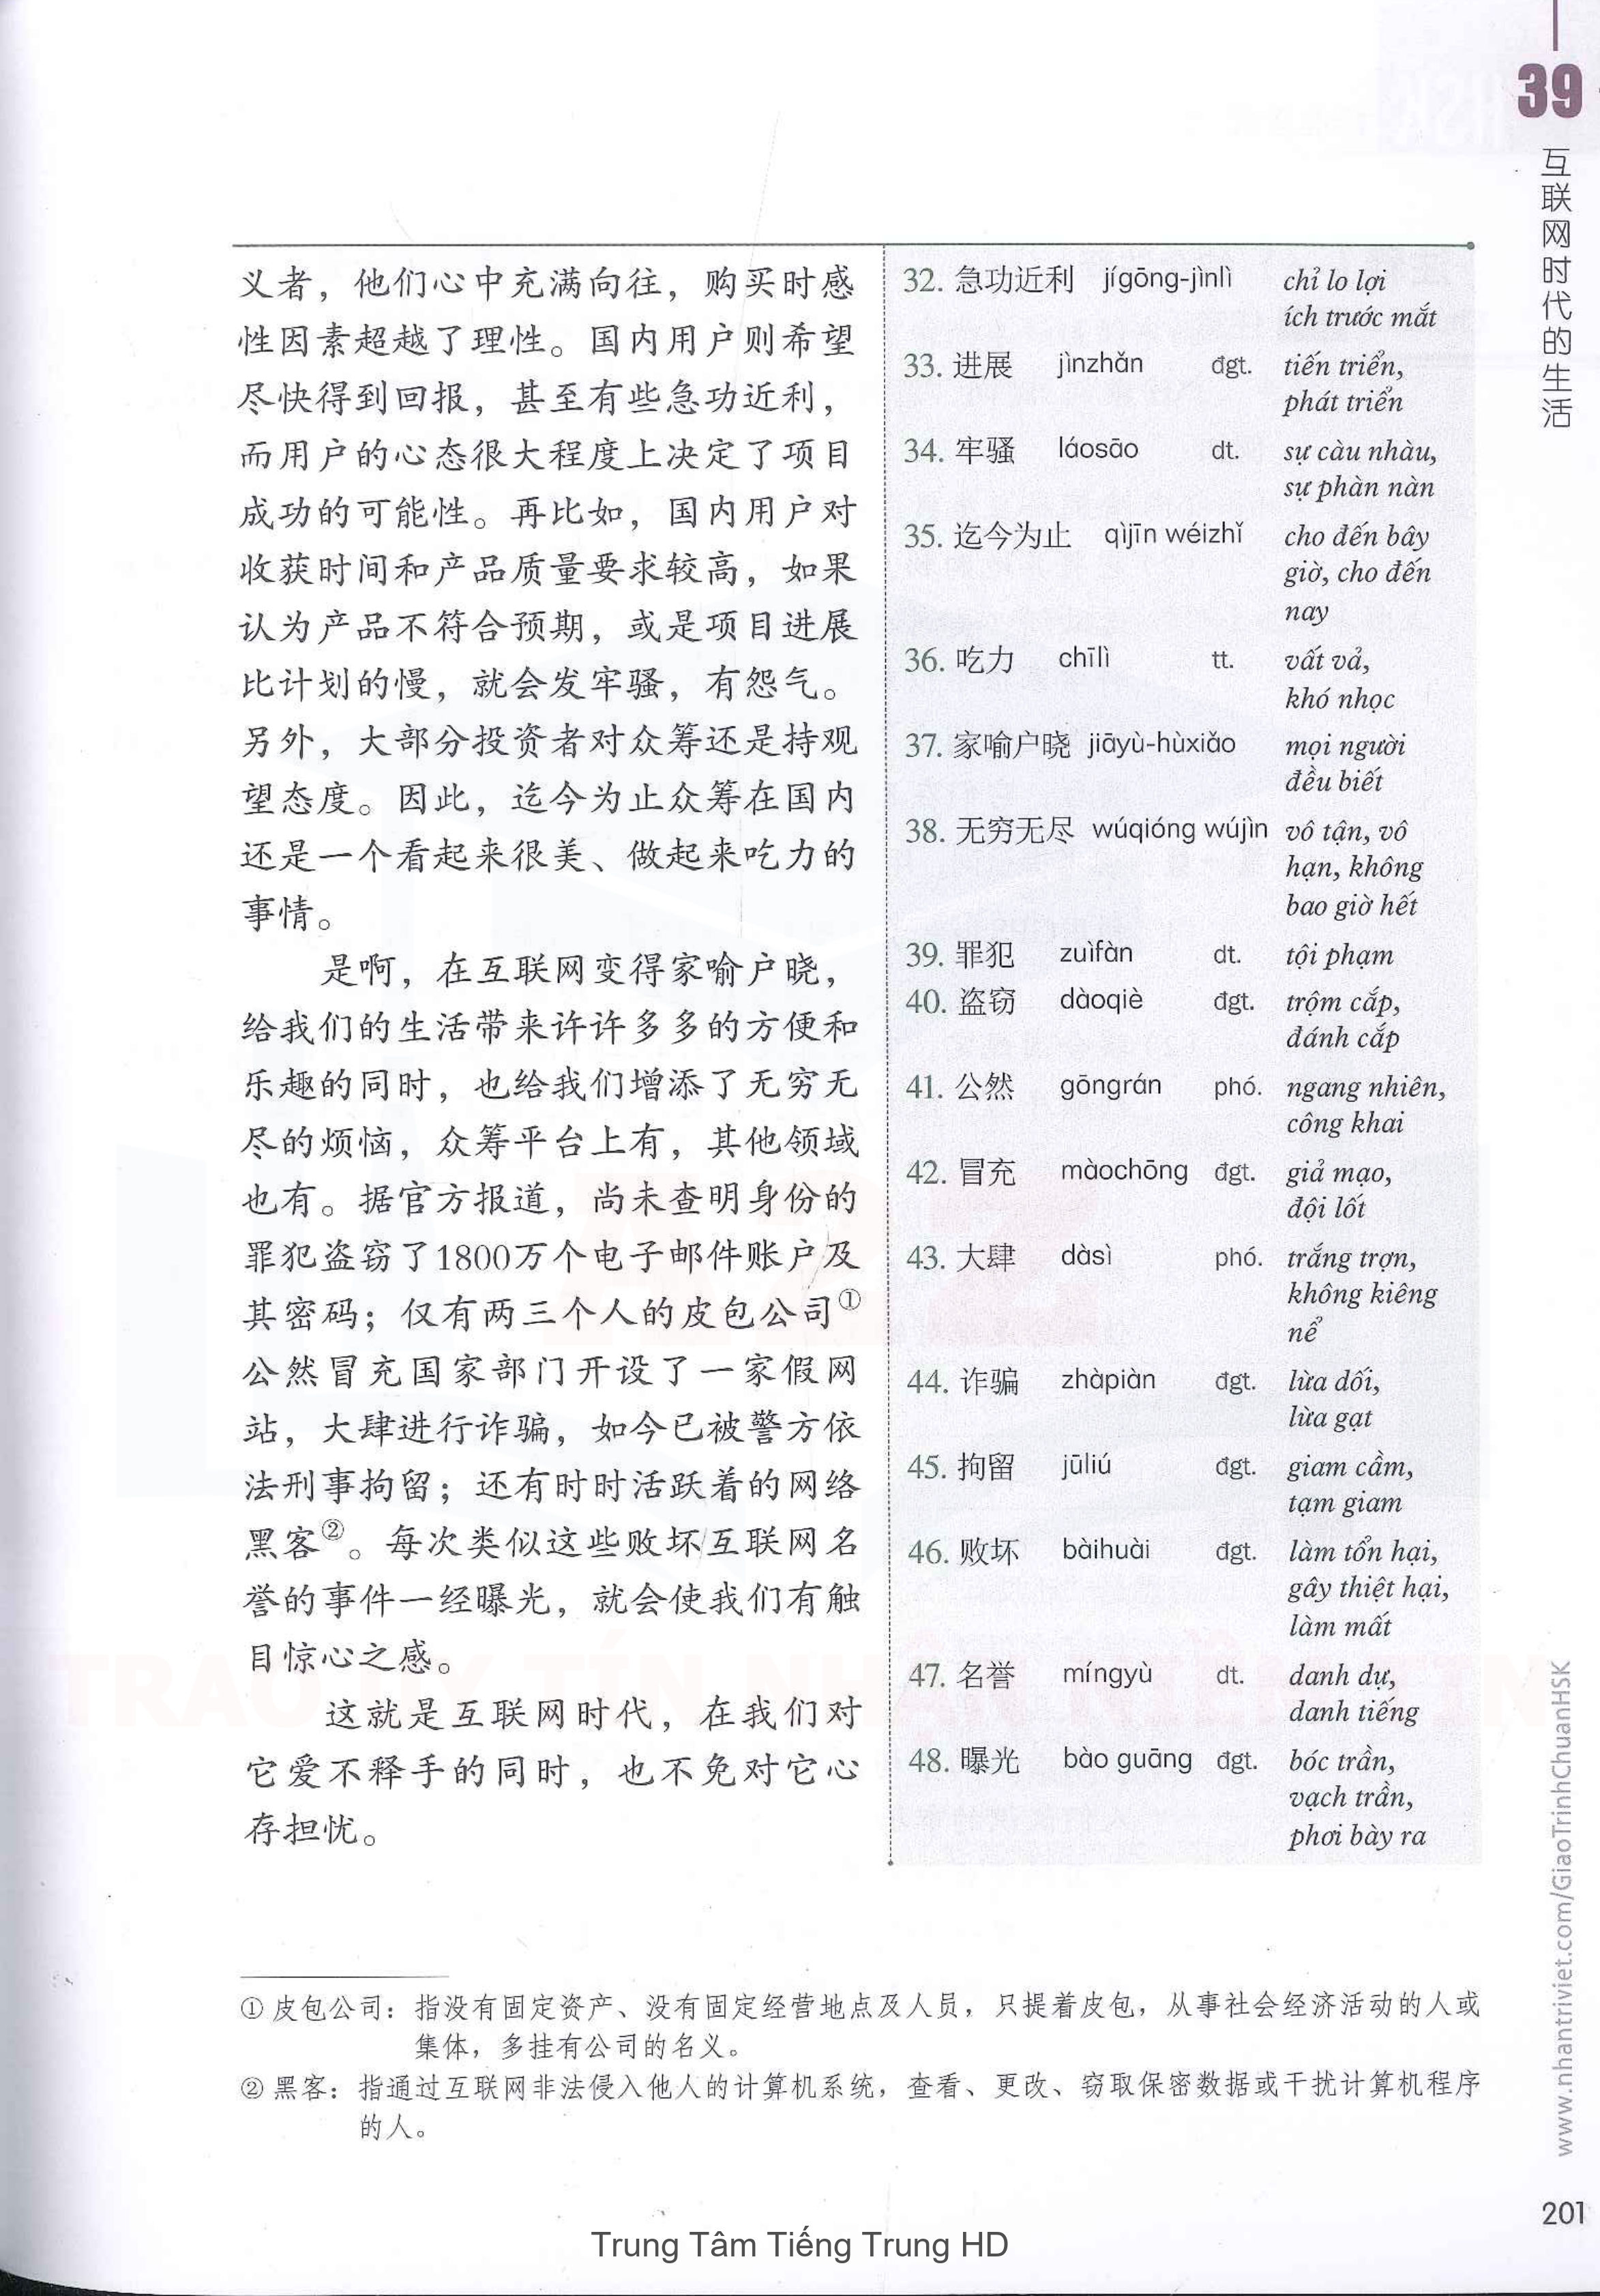 39
互联网时代的生活
义者，他们心中充满向往，购买时感
性因素超越了理性。国内用户则希望
尽快得到回报，甚至有些急功近利，
而用户的心态很大程度上决定了项目
成功的可能性。再比如，国内用户对
收获时间和产品质量要求较高，如果
认为产品不符合预期，或是项目进展
比计划的慢，就会发牢骚，有怨气。
另外，大部分投资者对众筹还是持观
望态度。因此，迄今为止众筹在国内
还是一个看起来很美、做起来吃力的
事情。
是啊，在互联网变得家喻户晓，
给我们的生活带来许许多多的方便和
乐趣的同时，也给我们增添了无穷无
尽的烦恼，众筹平台上有，其他领域
也有。据官方报道，尚未查明身份的
罪犯盗窃了1800万个电子邮件账户及
其密码；仅有两三个人的皮包公司①
公然冒充国家部门开设了一家假网
站，大肆进行诈骗，如今已被警方依
法刑事拘留；还有时时活跃着的网络
黑客②。每次类似这些败坏互联网名
誉的事件一经曝光，就会使我们有触
目惊心之感。
这就是互联网时代，在我们对
它爱不释手的同时，也不免对它心
存担忧。
32. 急功近利 jígōng-jìnlì chỉ lo lợi
ích trước mắt
33. 进展 jìnzhǎn đgt. tiến triển,
phát triển
34. 牢骚 láosāo dt. sự càu nhàu,
sự phàn nàn
35. 迄今为止 qìjīn wéizhǐ cho đến bây
giờ, cho đến
nay
36. 吃力 chīlì tt. vất vả,
khó nhọc
37. 家喻户晓 jiāyù-hùxiǎo mọi người
đều biết
38. 无穷无尽 wúqióng wújìn vô tận, vô
hạn, không
bao giờ hết
39. 罪犯 zuìfàn dt. tội phạm
40. 盗窃 dàoqiè đgt. trộm cắp,
đánh cắp
41. 公然 gōngrán phó. ngang nhiên,
công khai
42. 冒充 màochōng đgt. giả mạo,
đội lốt
43. 大肆 dàsì phó. trắng trợn,
không kiêng
nể
44. 诈骗 zhàpiàn đgt. lừa dối,
lừa gạt
45. 拘留 jūliú đgt. giam cầm,
tạm giam
46. 败坏 bàihuài đgt. làm tổn hại,
gây thiệt hại,
làm mất
47. 名誉 míngyù dt. danh dự,
danh tiếng
48. 曝光 bào guāng đgt. bóc trần,
vạch trần,
phơi bày ra
① 皮包公司：指没有固定资产、没有固定经营地点及人员，只提着皮包，从事社会经济活动的人或
集体，多挂有公司的名义。
② 黑客：指通过互联网非法侵入他人的计算机系统，查看、更改、窃取保密数据或干扰计算机程序
的人。
www.nhantriviet.com/GiaoTrinhChuanHSK
201
Trung Tâm Tiếng Trung HD